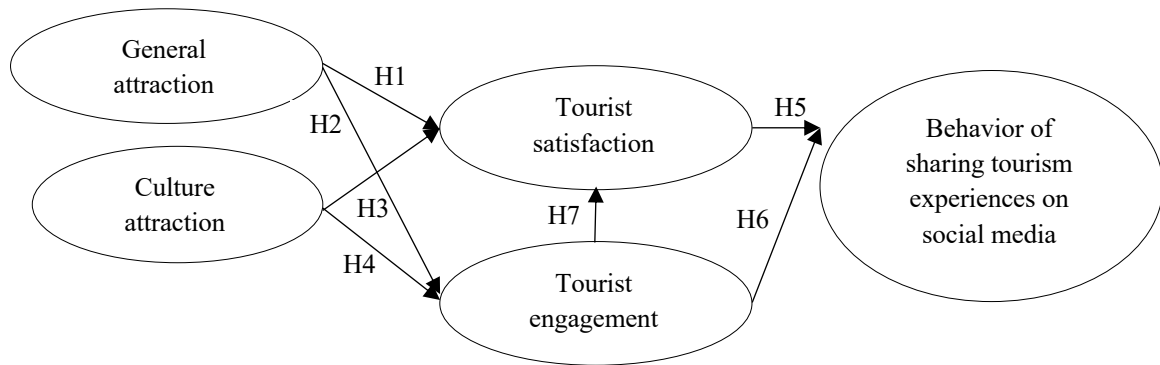 General
attraction
H1
H2
Tourist
satisfaction
H5
Behavior of
sharing tourism
experiences on
social media
Culture
attraction
H3
H4
H7
H6
Tourist
engagement